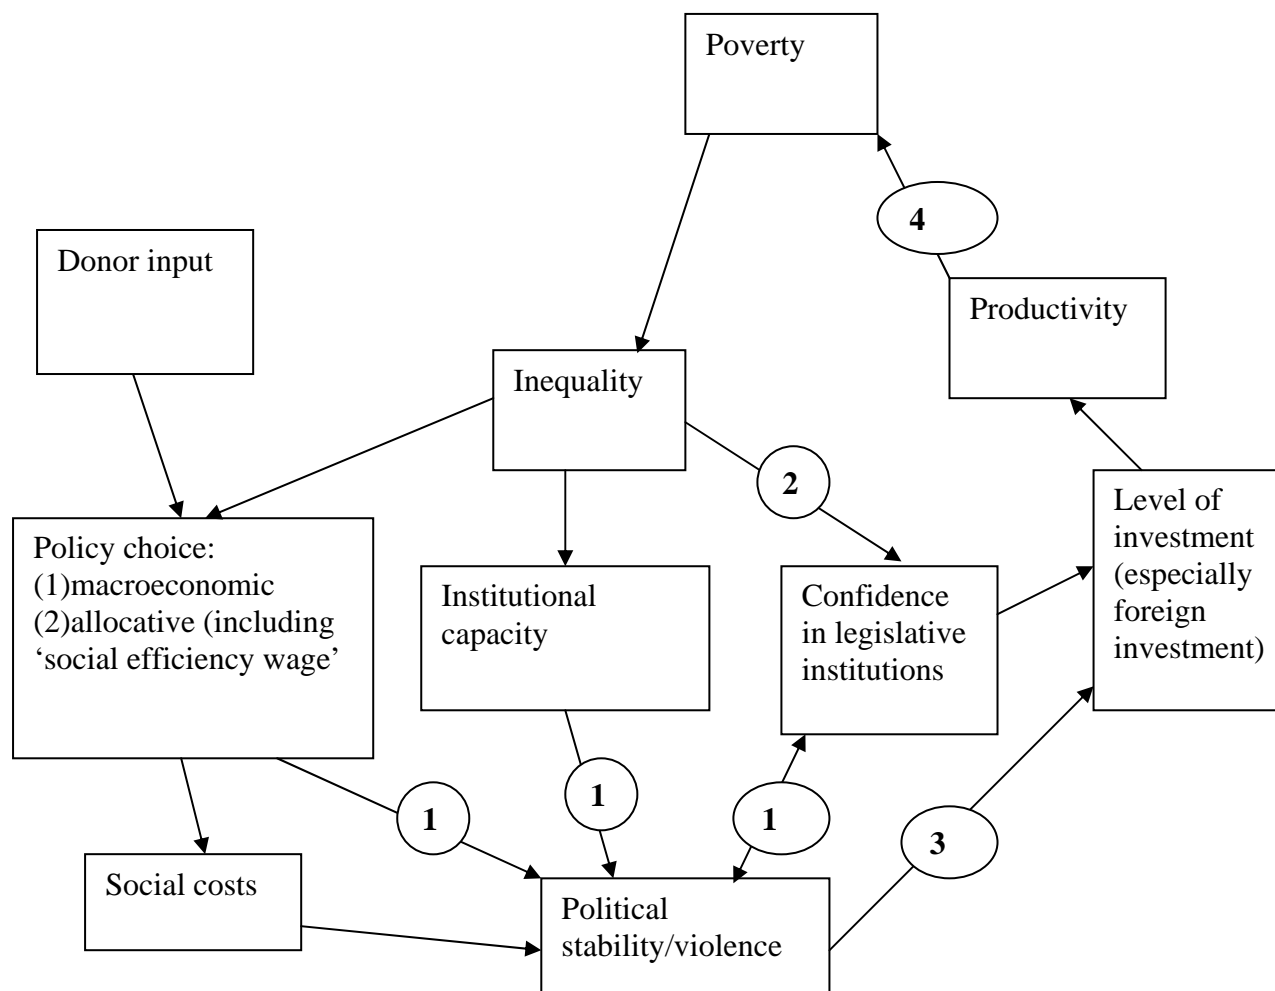 Poverty
4
Donor input
Productivity
Inequality
2
Level of
investment
(especially
foreign
investment)
Policy choice:
(1)macroeconomic
(2)allocative (including
‘social efficiency wage’
Institutional
capacity
Confidence
in legislative
institutions
1
1
1
3
Social costs
Political
stability/violence